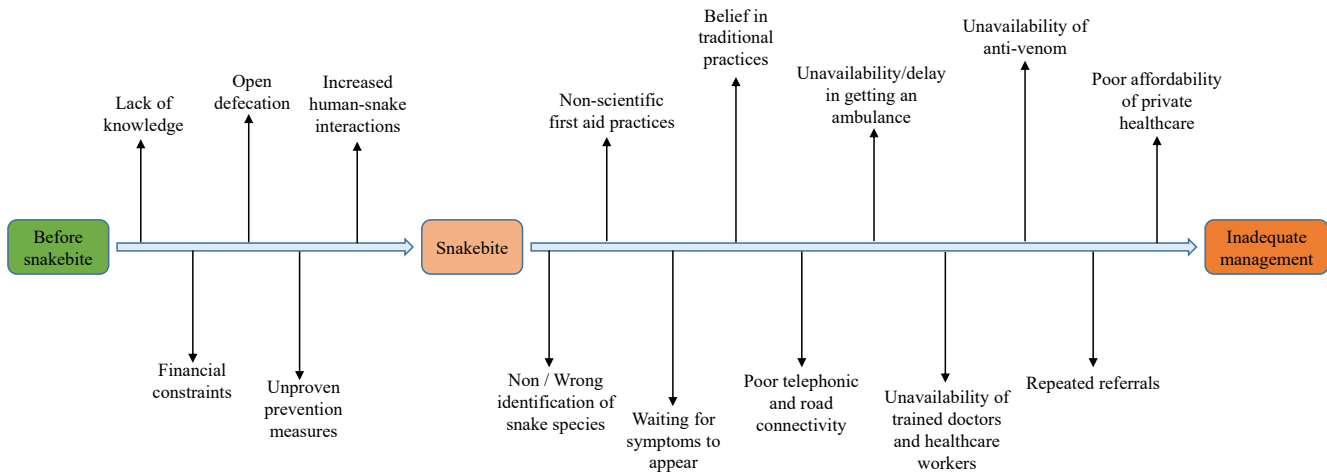 Belief in
traditional
practices
Unavailability of
anti-venom
Open
defecation
Increased
human-snake
interactions
Unavailability/delay
in getting an
ambulance
Poor affordability
of private
healthcare
Lack of
knowledge
Non-scientific
first aid practices
Before
snakebite
Snakebite
Inadequate
management
Financial
constraints
Unproven
prevention
measures
Non / Wrong
identification of
snake species
Waiting for
symptoms to
appear
Poor telephonic
and road
connectivity
Unavailability of
trained doctors
and healthcare
workers
Repeated referrals